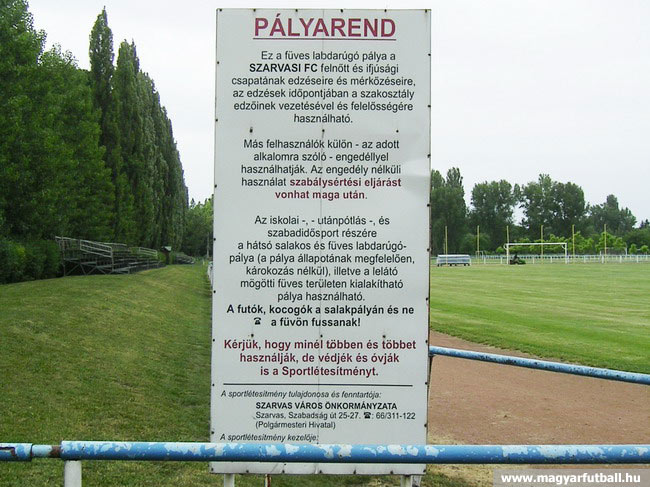 PÁLYAREND
Ez a füves labdarúgó pálya a
SZARVASI FC felnőtt és ifjúsági
csapatának edzéseire és mérkőzéseire,
az edzések időpontjában a szakosztály
edzőinek vezetésével és felelősségére
használható.
Más felhasználók külön - az adott
alkalomra szóló - engedéllyel
használhatják. Az engedély nélküli
használat szabálysértési eljárást
vonhat maga után.
Az iskolai -, - utánpótlás -, és
szabadidősport részére
a hátsó salakos és füves labdarúgó-
pálya (a pálya állapotának megfelelően,
károkozás nélkül), illetve a lelátó
mögötti füves területen kialakítható
pálya használható.
A futók, kocogók a salakpályán és ne
☎ a füvön fussanak!
Kérjük, hogy minél többen és többet
használják, de védjék és óvják
is a Sportlétesítményt.
A sportlétesítmény tulajdonosa és fenntartója:
SZARVAS VÁROS ÖNKORMÁNYZATA
Szarvas, Szabadság út 25-27. ☎: 66/311-122
(Polgármesteri Hivatal)
A sportlétesítmény kezelője:
www.magyarfutball.hu